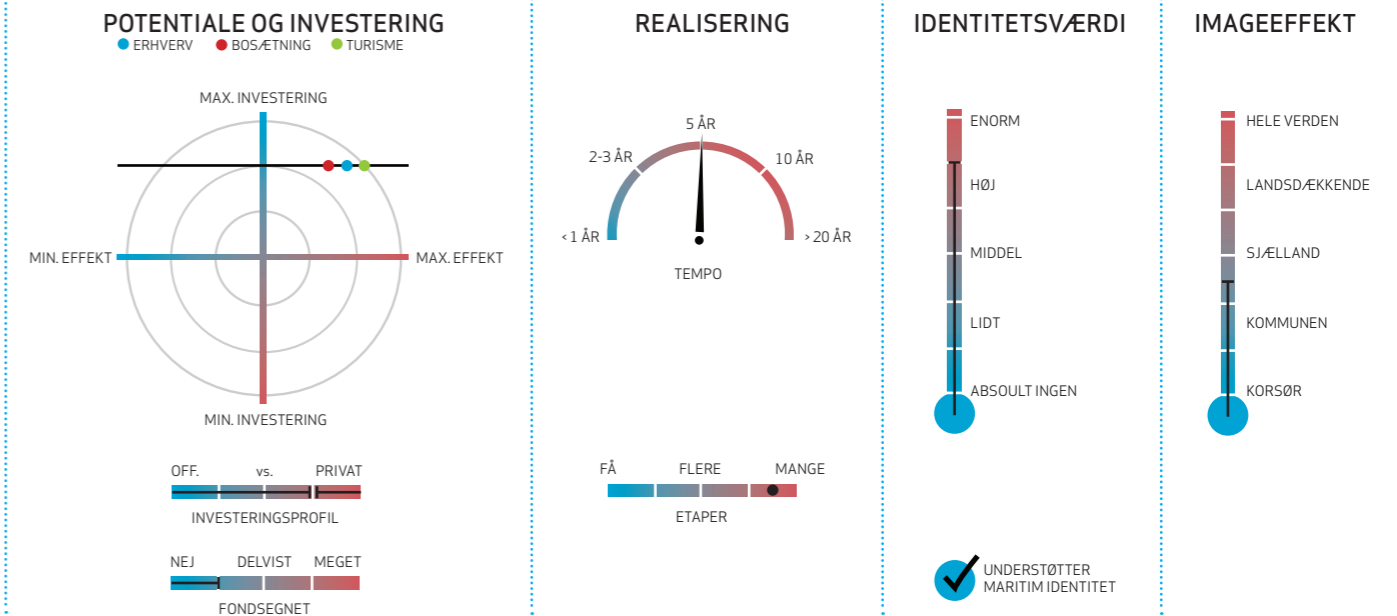 POTENTIALE OG INVESTERING
ERHVERV BOSÆTNING TURISME
MAX. INVESTERING
MIN. EFFEKT
MAX. EFFEKT
MIN. INVESTERING
OFF. vs. PRIVAT
INVESTERINGSPROFIL
NEJ DELVIST MEGET
FONDSEGNET
REALISERING
5 ÅR
2-3 ÅR
10 ÅR
< 1 ÅR
> 20 ÅR
TEMPO
FÅ FLERE MANGE
ETAPER
IDENTITETSVÆRDI
ENORM
HØJ
MIDDEL
LIDT
ABSOULT INGEN
UNDERSTØTTER
MARITIM IDENTITET
IMAGEEFFEKT
HELE VERDEN
LANDSDÆKKENDE
SJÆLLAND
KOMMUNEN
KORSØR